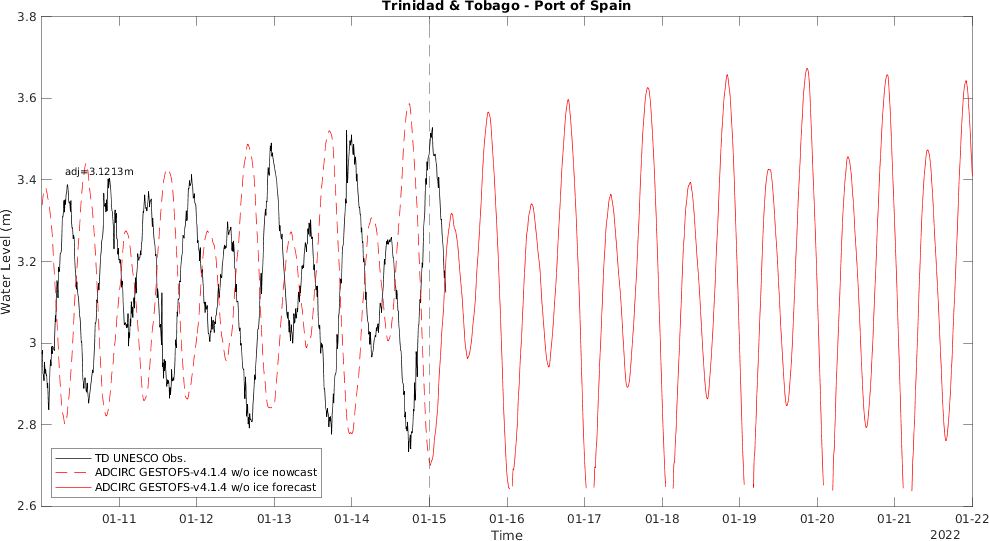 Trinidad & Tobago - Port of Spain
3.8
3.6
3.4
3.2
3
2.8
2.6
Water Level (m)
adj=3.1213m
TD UNESCO Obs.
ADCIRC GESTOFS-v4.1.4 w/o ice nowcast
ADCIRC GESTOFS-v4.1.4 w/o ice forecast
01-11 01-12 01-13 01-14 01-15 01-16 01-17 01-18 01-19 01-20 01-21 01-22
Time
2022